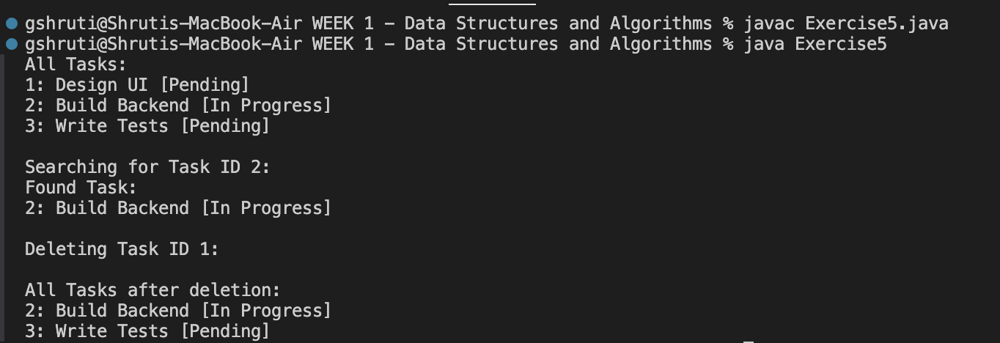 gshruti@Shrutis-MacBook-Air WEEK 1 - Data Structures and Algorithms % javac Exercise5.java
gshruti@Shrutis-MacBook-Air WEEK 1 - Data Structures and Algorithms % java Exercise5
All Tasks:
1: Design UI [Pending]
2: Build Backend [In Progress]
3: Write Tests [Pending]
Searching for Task ID 2:
Found Task:
2: Build Backend [In Progress]
Deleting Task ID 1:
All Tasks after deletion:
2: Build Backend [In Progress]
3: Write Tests [Pending]